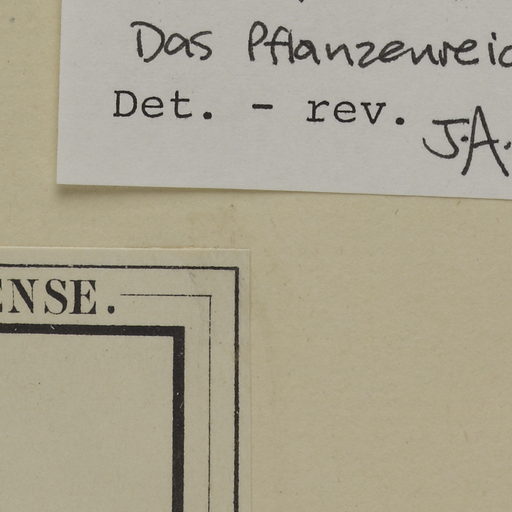 Das Pflanzenreic
Det. - rev. J.A.
ENSE.